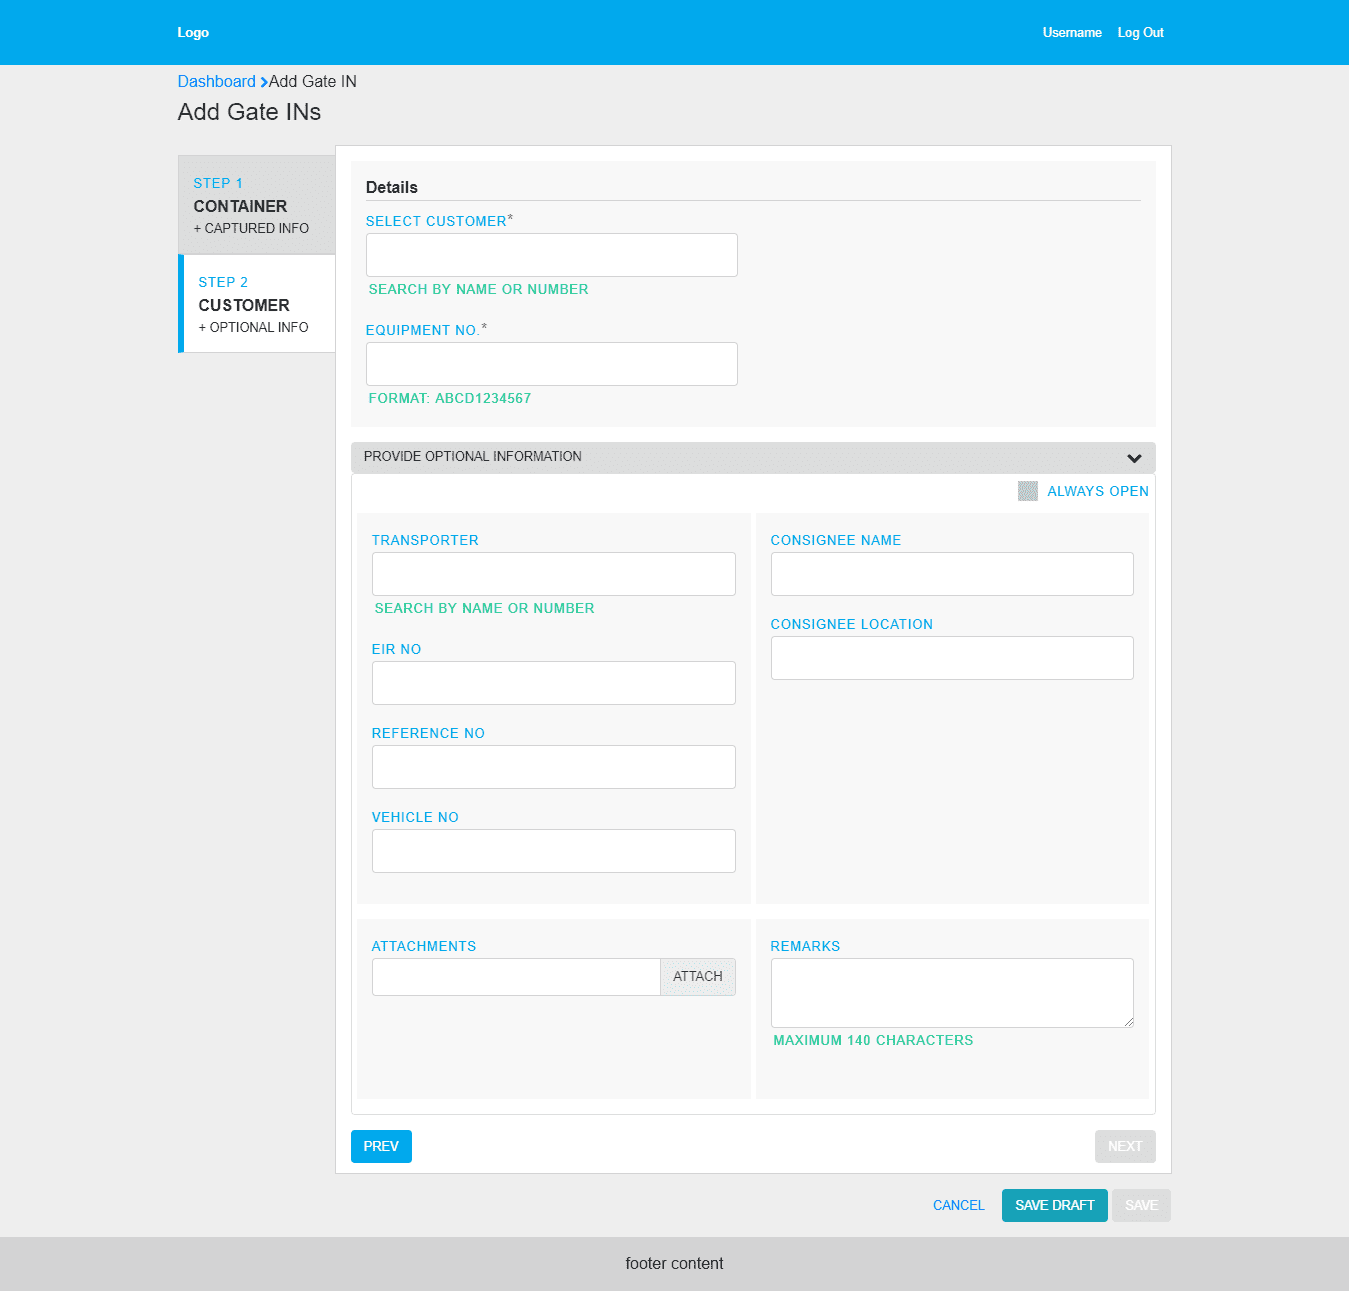 Logo
Username Log Out
Dashboard Add Gate IN
Add Gate INs
STEP 1
CONTAINER
+ CAPTURED INFO
STEP 2
CUSTOMER
+ OPTIONAL INFO
Details
SELECT CUSTOMER*
SEARCH BY NAME OR NUMBER
EQUIPMENT NO.*
FORMAT: ABCD1234567
PROVIDE OPTIONAL INFORMATION
ALWAYS OPEN
TRANSPORTER
SEARCH BY NAME OR NUMBER
EIR NO
REFERENCE NO
VEHICLE NO
CONSIGNEE NAME
CONSIGNEE LOCATION
ATTACHMENTS
ATTACH
REMARKS
MAXIMUM 140 CHARACTERS
PREV NEXT
CANCEL SAVE DRAFT SAVE
footer content